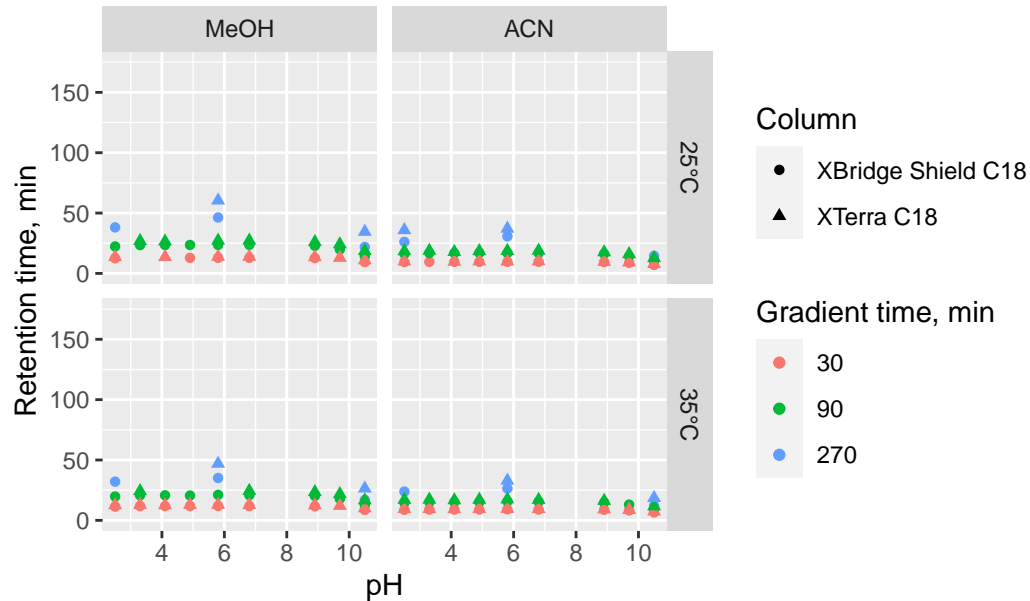 MeOH ACN
150
100
50
0
25°C
150
100
50
0
35°C
4 6 8 10 4 6 8 10
pH
Retention time, min
Column
XBridge Shield C18
XTerra C18
Gradient time, min
30
90
270